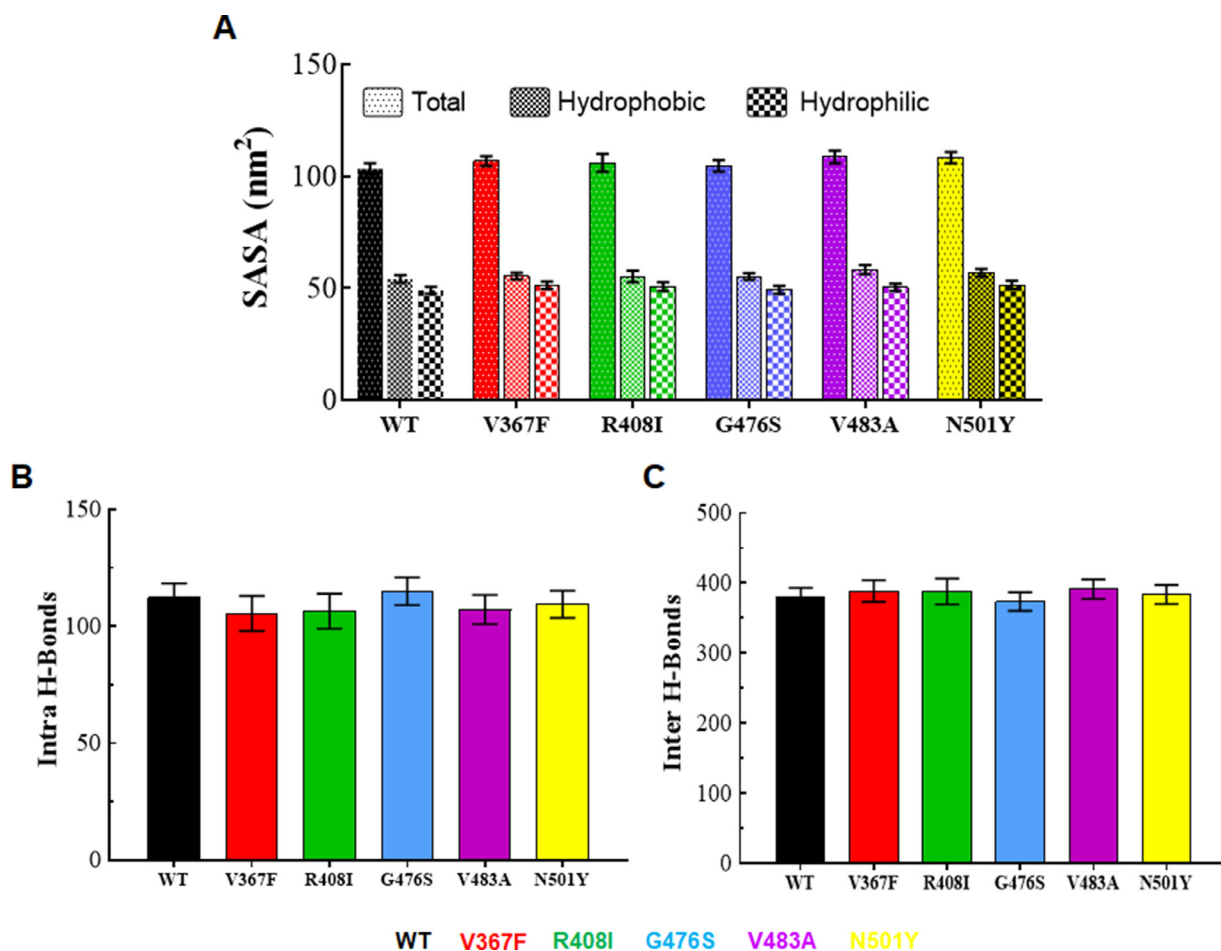 A
SASA (nm²)
150
100
50
0
Total Hydrophobic Hydrophilic
WT V367F R408I G476S V483A N501Y
B
Intra H-Bonds
150
100
50
0
WT V367F R408I G476S V483A N501Y
C
Inter H-Bonds
500
400
300
200
100
0
WT V367F R408I G476S V483A N501Y
WT V367F R408I G476S V483A N501Y